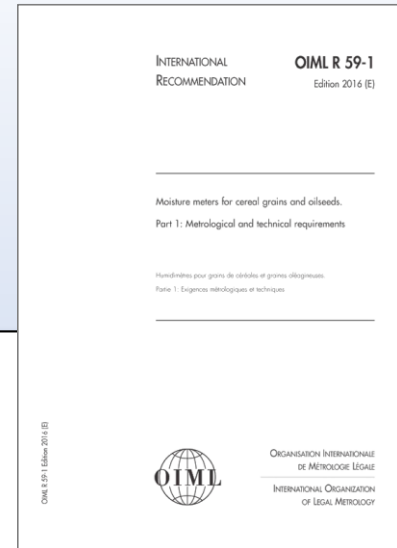 INTERNATIONAL
RECOMMENDATION
OIML R 59-1
Edition 2016 (E)
Moisture meters for cereal grains and oilseeds.
Part 1: Metrological and technical requirements
Humidimètres pour grains de céréales et graines oléagineuses.
Partie 1: Exigences métrologiques et techniques
OIML R 59-1 Edition 2016 (E)
OIML
ORGANISATION INTERNATIONALE
DE MÉTROLOGIE LÉGALE
INTERNATIONAL ORGANIZATION
OF LEGAL METROLOGY